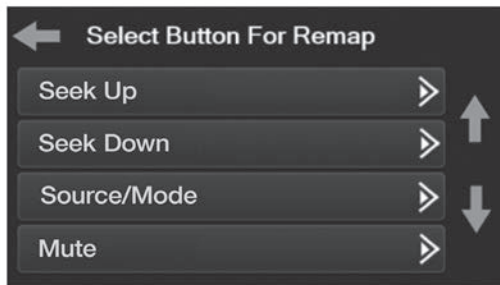 Select Button For Remap
Seek Up
Seek Down
Source/Mode
Mute